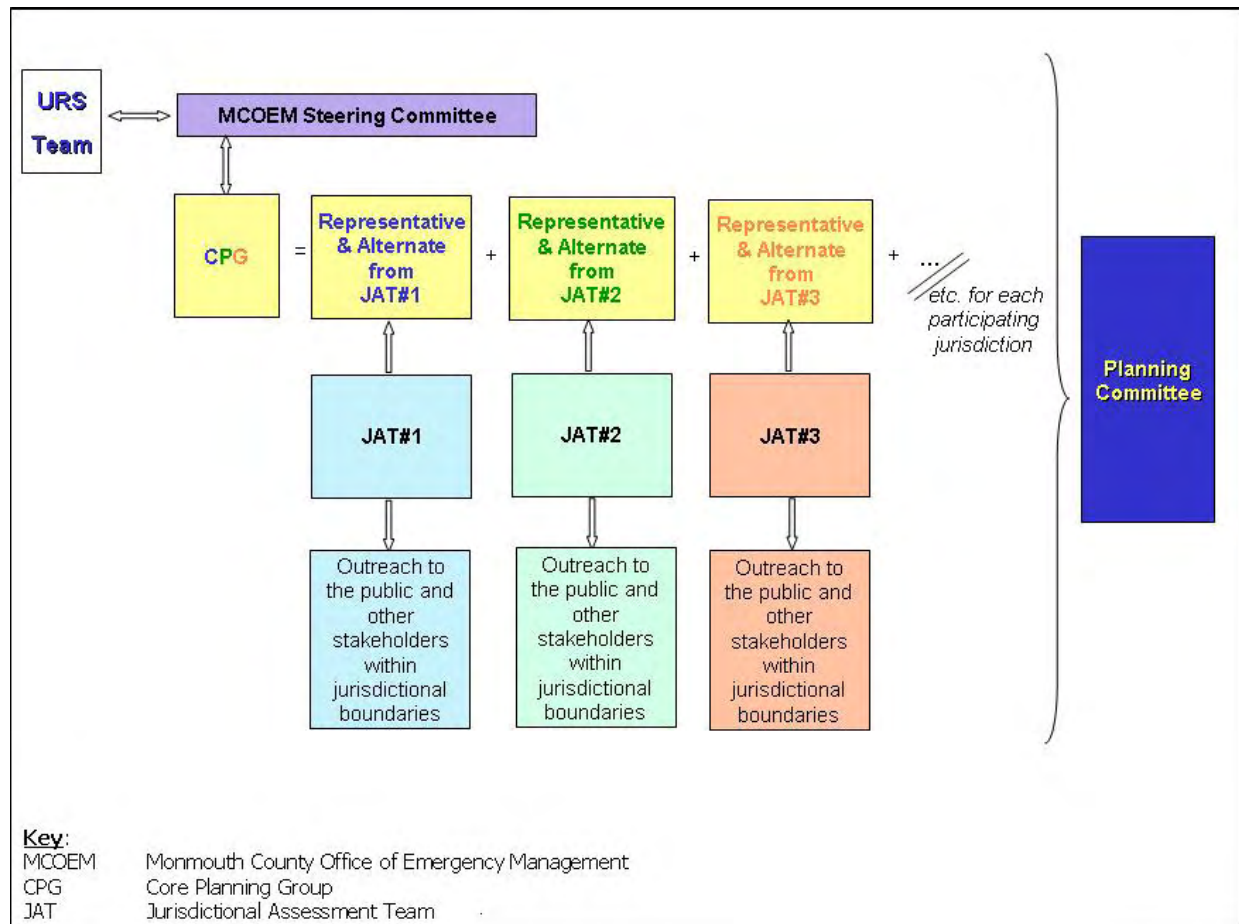 URS
Team
MCOEM Steering Committee
CPG
=
Representative
& Alternate
from
JAT#1
+
Representative
& Alternate
from
JAT#2
+
Representative
& Alternate
from
JAT#3
+
...
etc. for each
participating
jurisdiction
JAT#1
JAT#2
JAT#3
Outreach to
the public and
other
stakeholders
within
jurisdictional
boundaries
Outreach to
the public and
other
stakeholders
within
jurisdictional
boundaries
Outreach to
the public and
other
stakeholders
within
jurisdictional
boundaries
Planning
Committee
Key:
MCOEM Monmouth County Office of Emergency Management
CPG Core Planning Group
JAT Jurisdictional Assessment Team